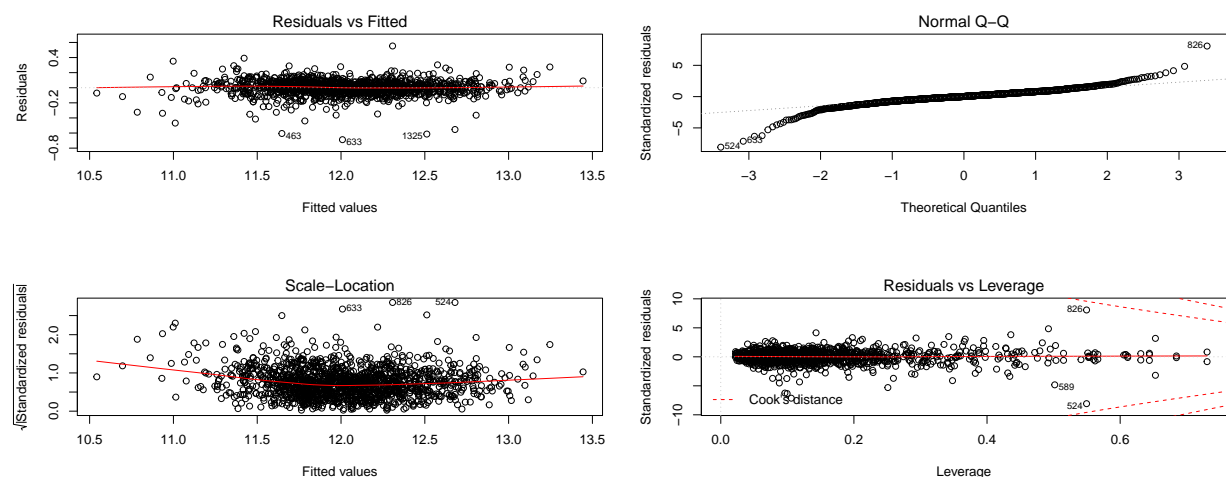 Residuals vs Fitted
Residuals
0.4
−0.2
−0.8
463
633
1325
10.5 11.0 11.5 12.0 12.5 13.0 13.5
Fitted values
Normal Q−Q
Standardized residuals
5
0
−5
826
524
633
−3 −2 −1 0 1 2 3
Theoretical Quantiles
Scale−Location
√|Standardized residuals|
2.0
1.0
0.0
633
826
524
10.5 11.0 11.5 12.0 12.5 13.0 13.5
Fitted values
Residuals vs Leverage
Standardized residuals
10
5
0
−5
−10
826
589
524
Cook's distance
0.0 0.2 0.4 0.6
Leverage